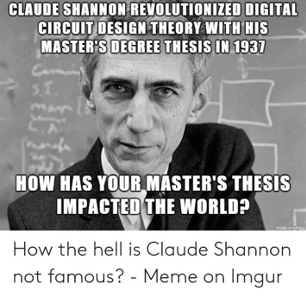 CLAUDE SHANNON REVOLUTIONIZED DIGITAL
CIRCUIT DESIGN THEORY WITH HIS
MASTER'S DEGREE THESIS IN 1937
HOW HAS YOUR MASTER'S THESIS
IMPACTED THE WORLD?
How the hell is Claude Shannon
not famous? - Meme on Imgur